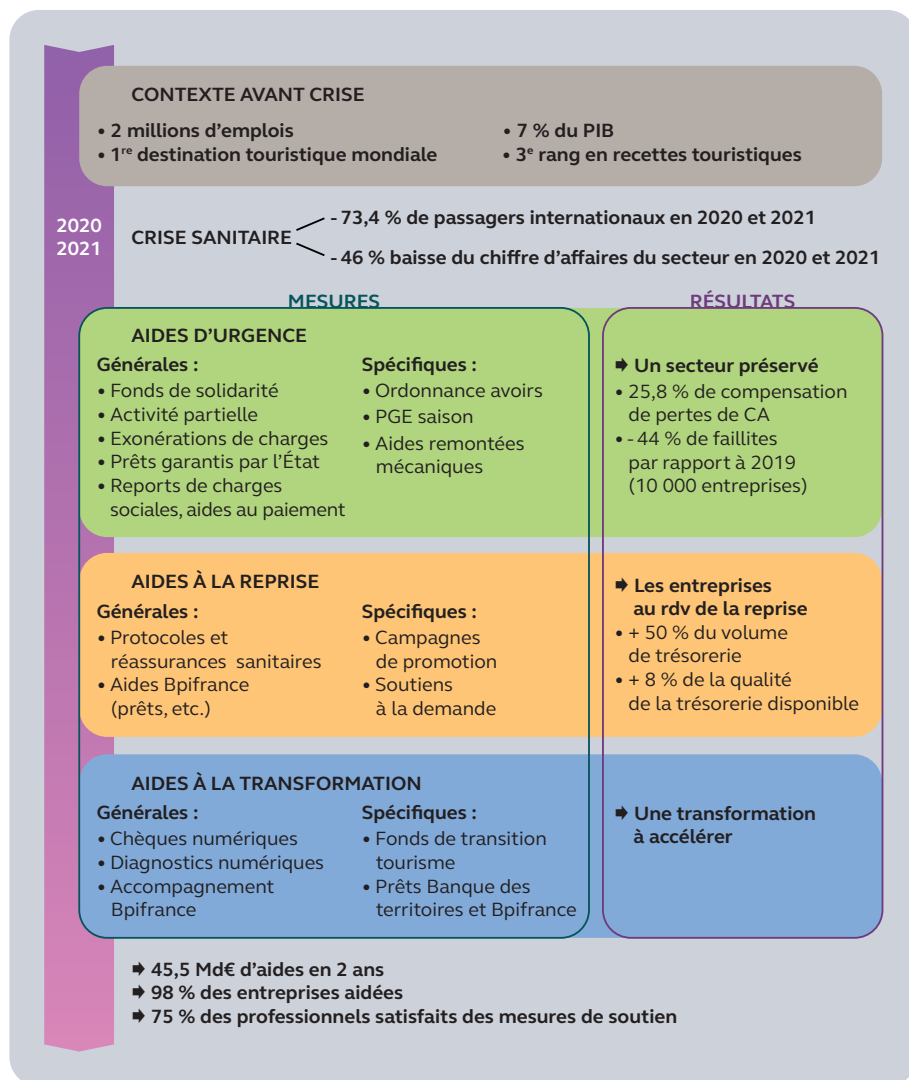 CONTEXTE AVANT CRISE
• 2 millions d’emplois
• 1re destination touristique mondiale
• 7 % du PIB
• 3e rang en recettes touristiques
2020
2021
CRISE SANITAIRE
- 73,4 % de passagers internationaux en 2020 et 2021
- 46 % baisse du chiffre d’affaires du secteur en 2020 et 2021
MESURES
RÉSULTATS
AIDES D’URGENCE
Générales :
• Fonds de solidarité
• Activité partielle
• Exonérations de charges
• Prêts garantis par l’État
• Reports de charges
sociales, aides au paiement
Spécifiques :
• Ordonnance avoirs
• PGE saison
• Aides remontées
mécaniques
➡ Un secteur préservé
• 25,8 % de compensation
de pertes de CA
• - 44 % de faillites
par rapport à 2019
(10 000 entreprises)
AIDES À LA REPRISE
Générales :
• Protocoles et
réassurances sanitaires
• Aides Bpifrance
(prêts, etc.)
Spécifiques :
• Campagnes
de promotion
• Soutiens
à la demande
➡ Les entreprises
au rdv de la reprise
• + 50 % du volume
de trésorerie
• + 8 % de la qualité
de la trésorerie disponible
AIDES À LA TRANSFORMATION
Générales :
• Chèques numériques
• Diagnostics numériques
• Accompagnement
Bpifrance
Spécifiques :
• Fonds de transition
tourisme
• Prêts Banque des
territoires et Bpifrance
➡ Une transformation
à accélérer
➡ 45,5 Md€ d’aides en 2 ans
➡ 98 % des entreprises aidées
➡ 75 % des professionnels satisfaits des mesures de soutien